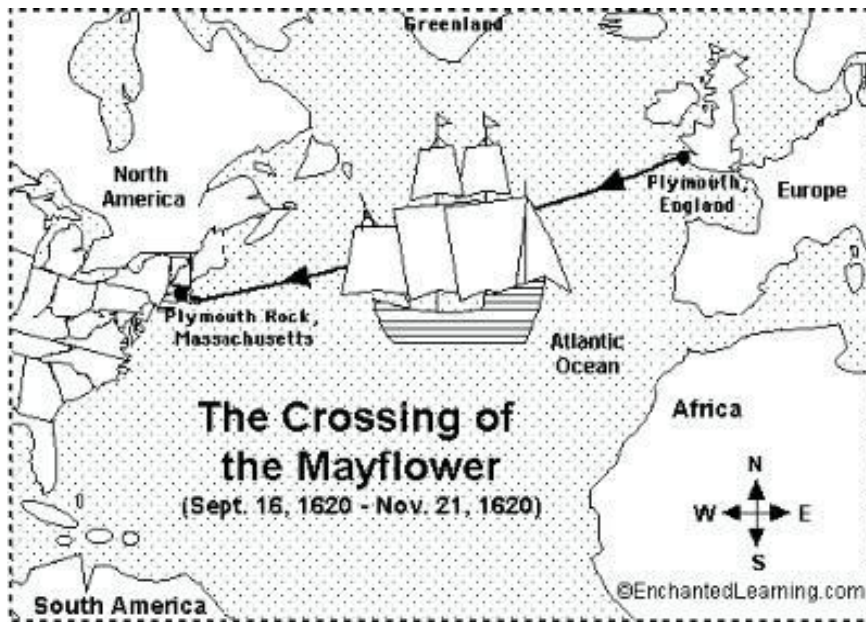 Greenland
North
America
Plymouth,
England
Europe
Plymouth Rock,
Massachusetts
Atlantic
Ocean
The Crossing of
the Mayflower
(Sept. 16, 1620 - Nov. 21, 1620)
Africa
N
W E
S
©EnchantedLearning.com
South America